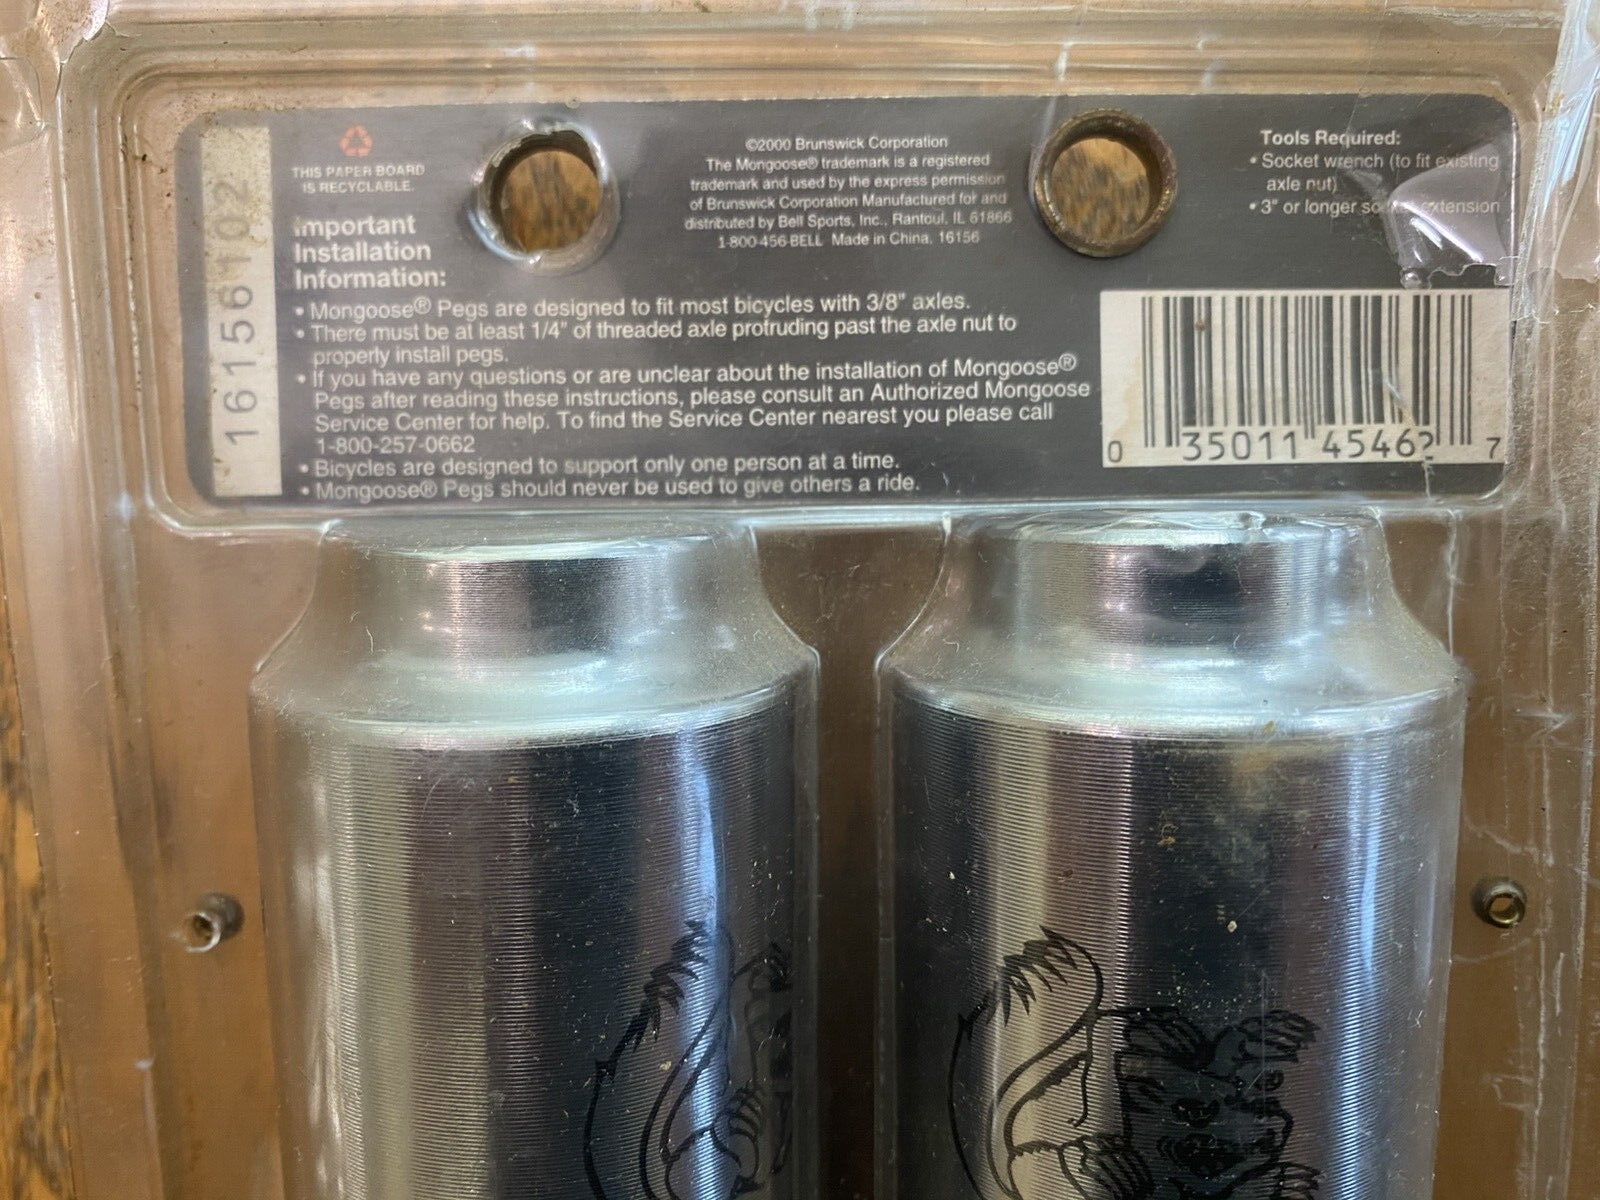 16156102
THIS PAPER BOARD
IS RECYCLABLE.
Important
Installation
Information:
• Mongoose® Pegs are designed to fit most bicycles with 3/8" axles.
• There must be at least 1/4" of threaded axle protruding past the axle nut to
properly install pegs.
• If you have any questions or are unclear about the installation of Mongoose®
Pegs after reading these instructions, please consult an Authorized Mongoose
Service Center for help. To find the Service Center nearest you please call
1-800-257-0662
• Bicycles are designed to support only one person at a time.
• Mongoose® Pegs should never be used to give others a ride.
©2000 Brunswick Corporation
The Mongoose® trademark is a registered
trademark and used by the express permission
of Brunswick Corporation Manufactured for and
distributed by Bell Sports, Inc., Rantoul, IL 61866
1-800-456-BELL Made in China. 16156
Tools Required:
• Socket wrench (to fit existing
axle nut)
• 3" or longer socket extension
0 35011 45462 7